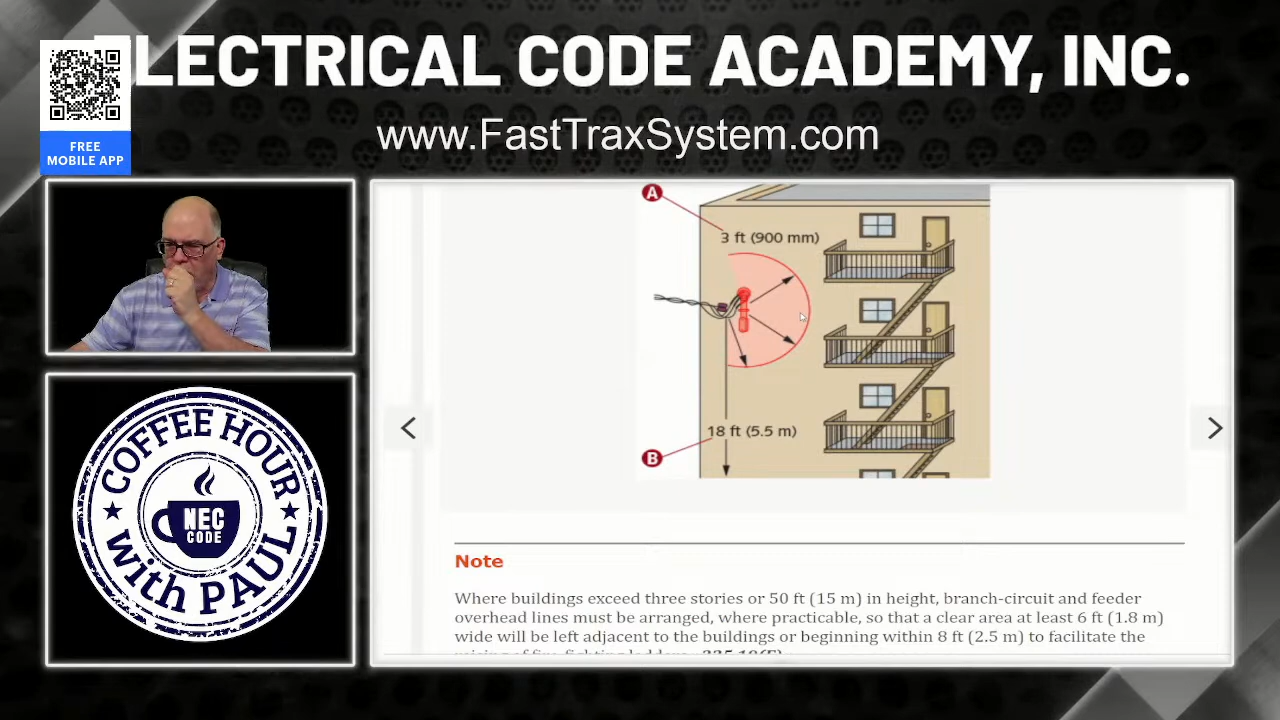 ELECTRICAL CODE ACADEMY, INC.
www.FastTraxSystem.com
FREE
MOBILE APP
A
3 ft (900 mm)
18 ft (5.5 m)
B
COFFEE HOUR
NEC
CODE
with PAUL
Note
Where buildings exceed three stories or 50 ft (15 m) in height, branch-circuit and feeder
overhead lines must be arranged, where practicable, so that a clear area at least 6 ft (1.8 m)
wide will be left adjacent to the buildings or beginning within 8 ft (2.5 m) to facilitate the